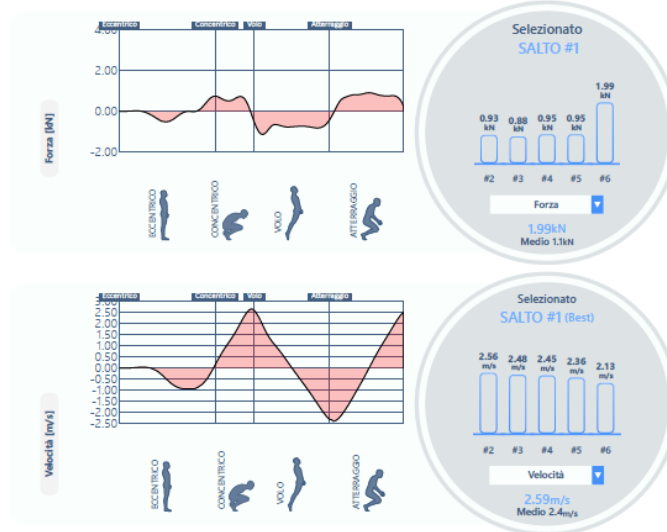 Eccentrico Concentrico Volo Atterraggio
4.00
2.00
0.00
-2.00
Forza [kN]
ECCENTRICO
CONCENTRICO
VOLO
ATTERRAGGIO
Selezionato
SALTO #1
1.99
kN
0.93 0.88 0.95 0.95
kN kN kN kN
#2 #3 #4 #5 #6
Forza
1.99kN
Medio 1.1kN
Eccentrico Concentrico Volo Atterraggio
3.00
2.50
2.00
1.50
1.00
0.50
0.00
-0.50
-1.00
-1.50
-2.00
-2.50
Velocità [m/s]
ECCENTRICO
CONCENTRICO
VOLO
ATTERRAGGIO
Selezionato
SALTO #1 (Best)
2.56 2.48 2.45 2.36 2.13
m/s m/s m/s m/s m/s
#2 #3 #4 #5 #6
Velocità
2.59m/s
Medio 2.4m/s